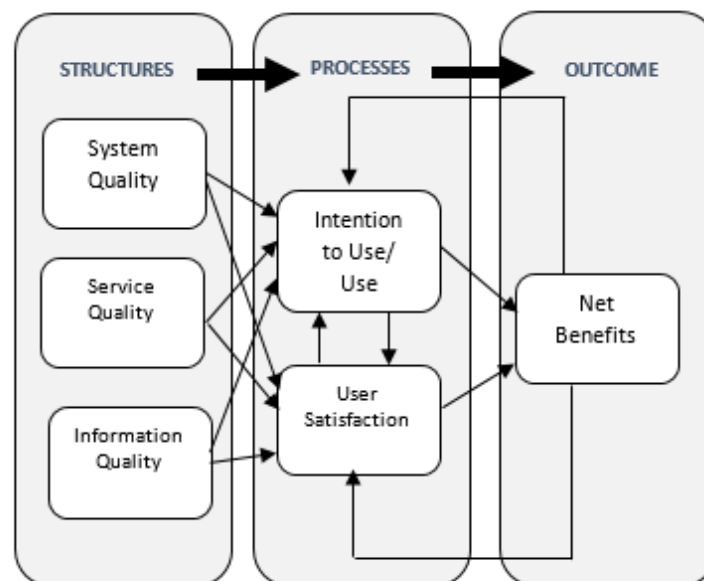 STRUCTURES
PROCESSES
OUTCOME
System
Quality
Service
Quality
Information
Quality
Intention
to Use/
Use
User
Satisfaction
Net
Benefits